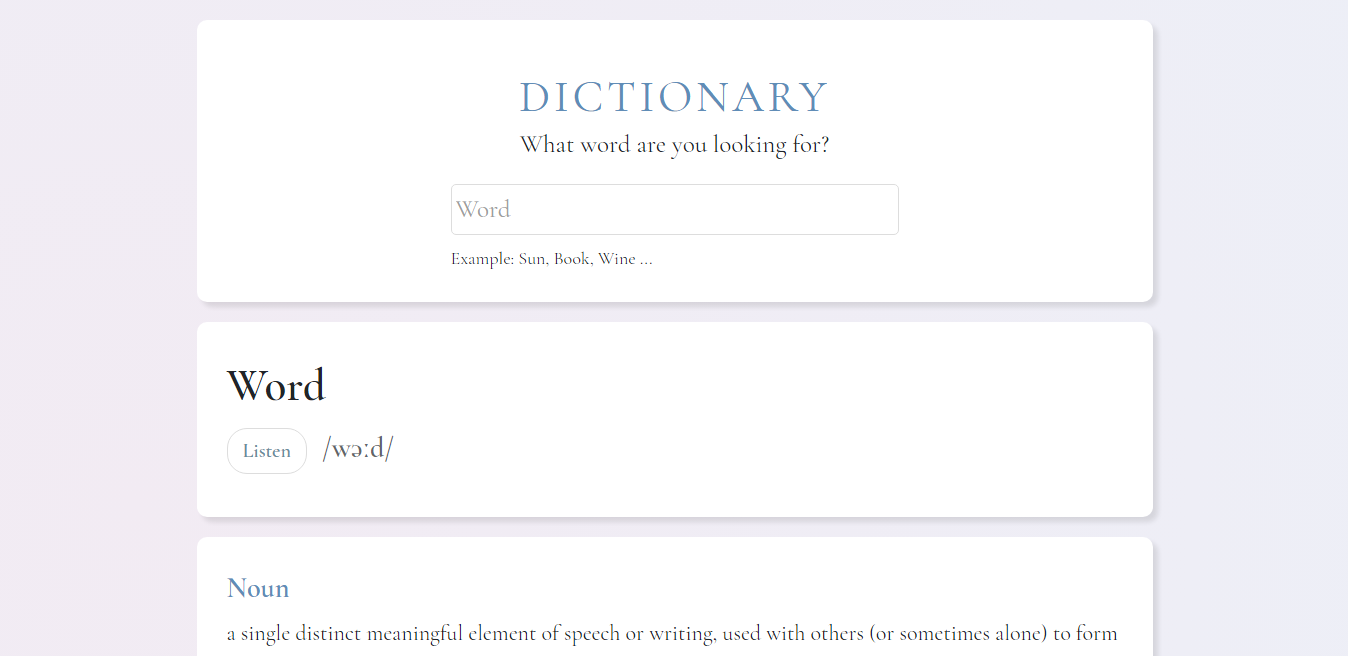 DICTIONARY
What word are you looking for?
Word
Example: Sun, Book, Wine ...
Word
Listen /wəːd/
Noun
a single distinct meaningful element of speech or writing, used with others (or sometimes alone) to form